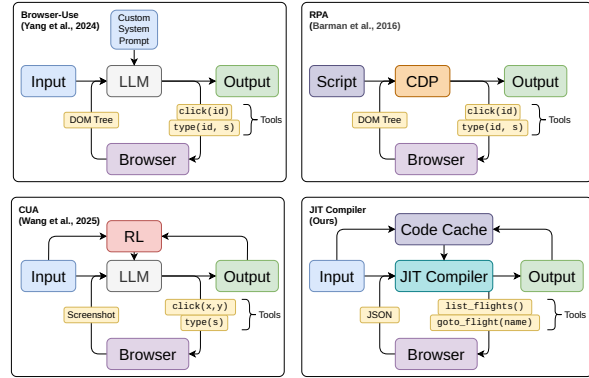 Browser-Use
(Yang et al., 2024)
Custom
System
Prompt
Input
LLM
Output
DOM Tree
click(id)
type(id, s)
Tools
Browser
RPA
(Barman et al., 2016)
Script
CDP
Output
DOM Tree
click(id)
type(id, s)
Tools
Browser
CUA
(Wang et al., 2025)
RL
Input
LLM
Output
Screenshot
click(x,y)
type(s)
Tools
Browser
JIT Compiler
(Ours)
Code Cache
Input
JIT Compiler
Output
JSON
list_flights()
goto_flight(name)
Tools
Browser